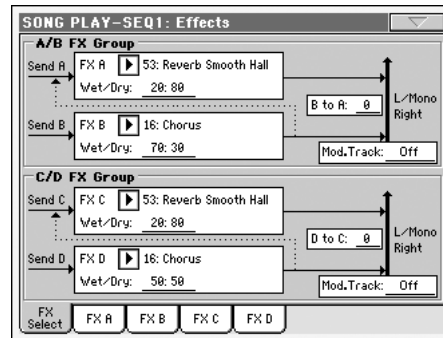 SONG PLAY-SEQ1: Effects
A/B FX Group
Send A FX A 53: Reverb Smooth Hall
Wet/Dry: 20:80
B to A: 0 L/Mono
Right
Send B FX B 16: Chorus
Wet/Dry: 70:30
Mod.Track: Off
C/D FX Group
Send C FX C 53: Reverb Smooth Hall
Wet/Dry: 20:80
D to C: 0 L/Mono
Right
Send D FX D 16: Chorus
Wet/Dry: 50:50
Mod.Track: Off
FX Select FX A FX B FX C FX D